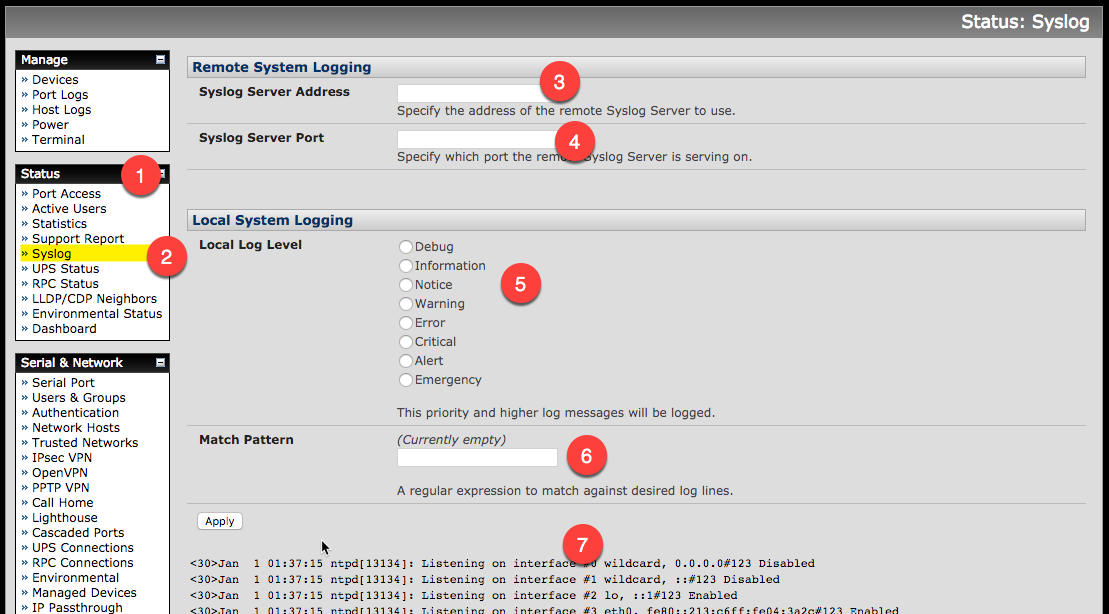 Status: Syslog
Manage
» Devices
» Port Logs
» Host Logs
» Power
» Terminal
Status 1
» Port Access
» Active Users
» Statistics
» Support Report
» Syslog 2
» UPS Status
» RPC Status
» LLDP/CDP Neighbors
» Environmental Status
» Dashboard
Serial & Network
» Serial Port
» Users & Groups
» Authentication
» Network Hosts
» Trusted Networks
» IPsec VPN
» OpenVPN
» PPTP VPN
» Call Home
» Lighthouse
» Cascaded Ports
» UPS Connections
» RPC Connections
» Environmental
» Managed Devices
» IP Passthrough
Remote System Logging
Syslog Server Address 3
Specify the address of the remote Syslog Server to use.
Syslog Server Port 4
Specify which port the remote Syslog Server is serving on.
Local System Logging
Local Log Level
Debug
Information
Notice 5
Warning
Error
Critical
Alert
Emergency
This priority and higher log messages will be logged.
Match Pattern (Currently empty)
6
A regular expression to match against desired log lines.
Apply
7
<30>Jan 1 01:37:15 ntpd[13134]: Listening on interface #0 wildcard, 0.0.0.0#123 Disabled
<30>Jan 1 01:37:15 ntpd[13134]: Listening on interface #1 wildcard, ::#123 Disabled
<30>Jan 1 01:37:15 ntpd[13134]: Listening on interface #2 lo, ::1#123 Enabled
<30>Jan 1 01:37:15 ntpd[13134]: Listening on interface #3 eth0, fe80::213:c6ff:fe04:3a2c#123 Enabled